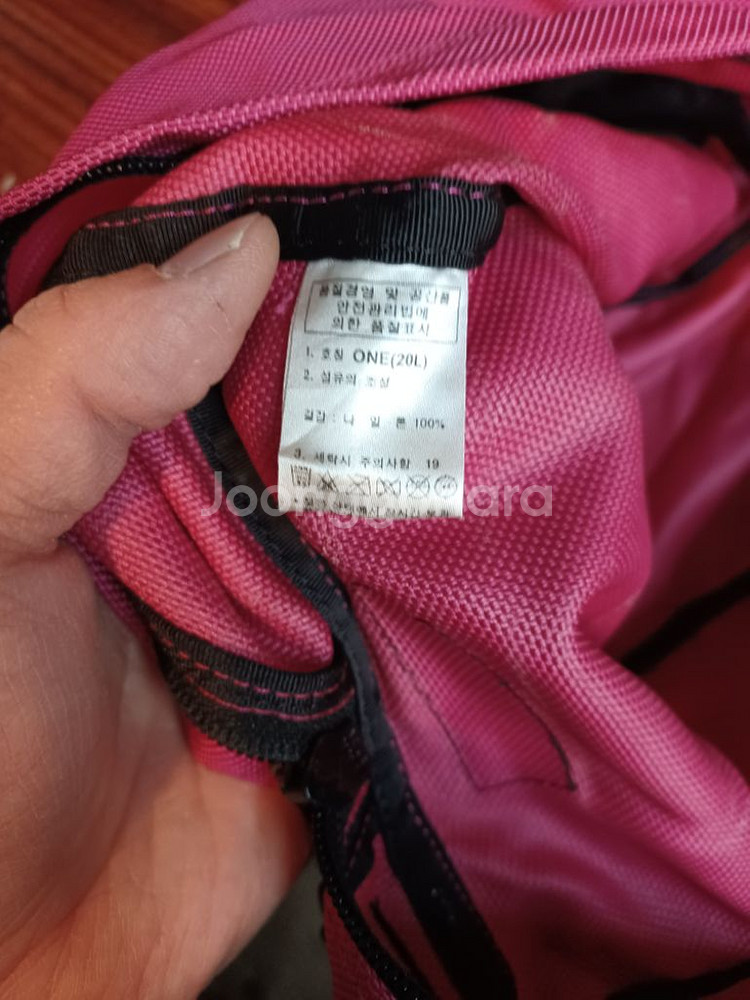 품질경영 및 공산품
안전관리법에
의한 품질표시
1. 호칭 ONE(20L)
2. 섬유의 조성
겉감 : 나 일 론 100%
3. 세탁시 주의사항 19
Joonggonara